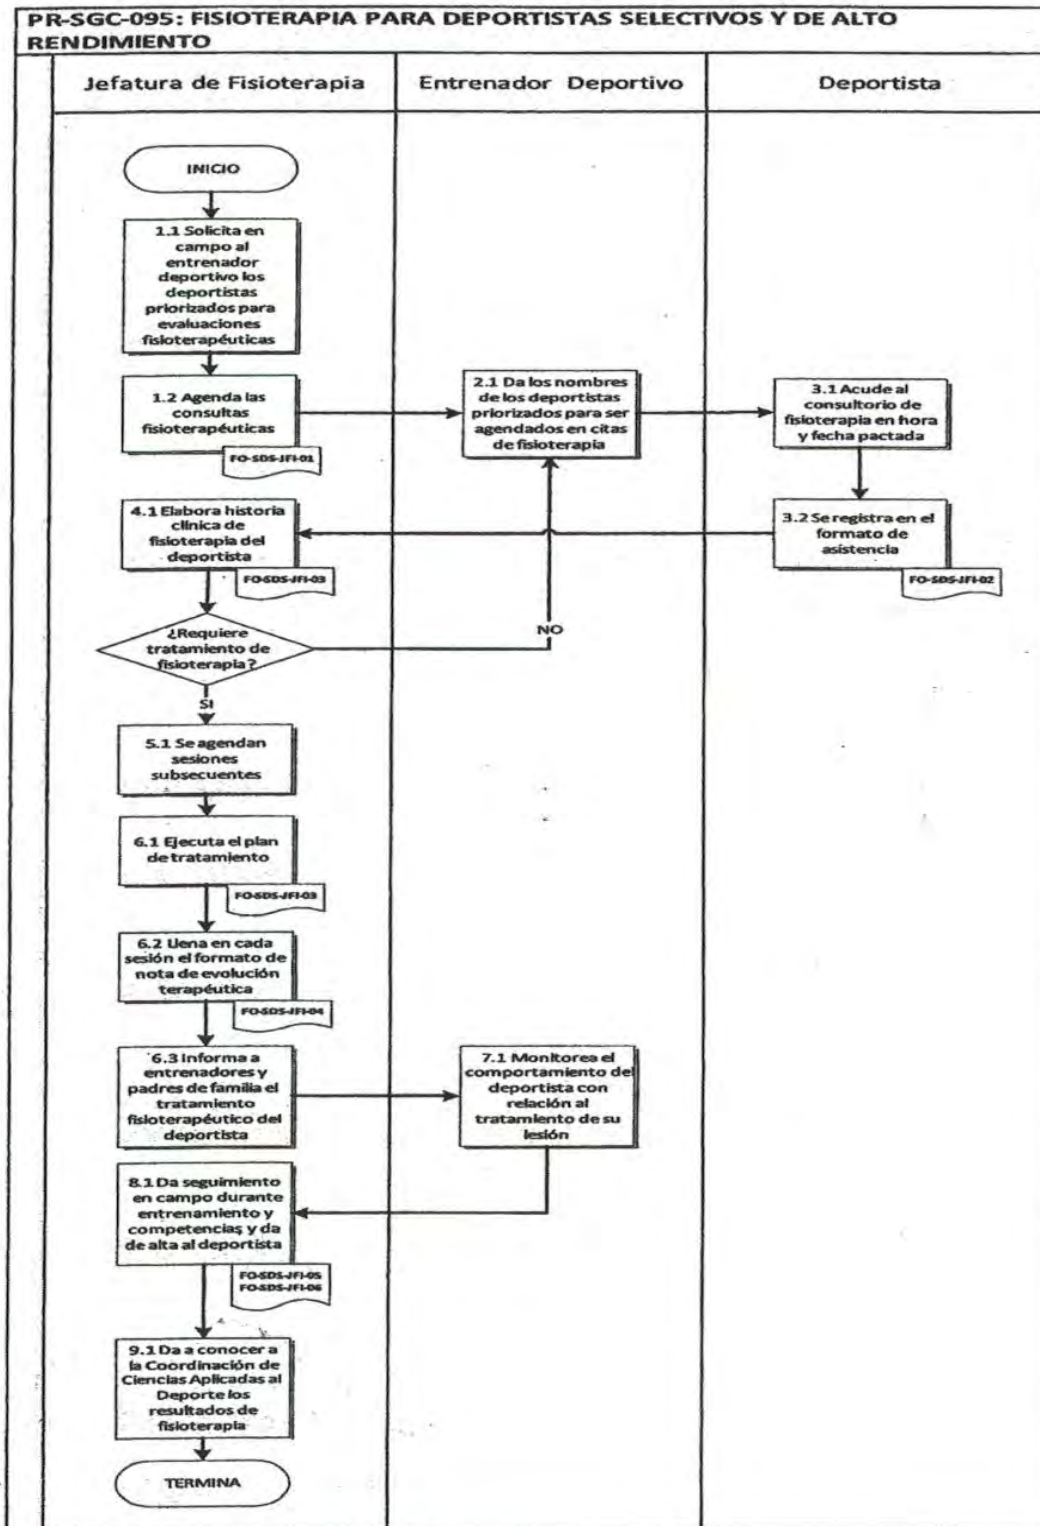 PR-SGC-095: FISIOTERAPIA PARA DEPORTISTAS SELECTIVOS Y DE ALTO
RENDIMIENTO
Jefatura de Fisioterapia
Entrenador Deportivo
Deportista
INICIO
1.1 Solicita en
campo al
entrenador
deportivo los
deportistas
priorizados para
evaluaciones
fisioterapéuticas
1.2 Agenda las
consultas
fisioterapéuticas
FO-SDS-JFI-01
2.1 Da los nombres
de los deportistas
priorizados para ser
agendados en citas
de fisioterapia
3.1 Acude al
consultorio de
fisioterapia en hora
y fecha pactada
3.2 Se registra en el
formato de
asistencia
FO-SDS-JFI-02
4.1 Elabora historia
clínica de
fisioterapia del
deportista
FO-SDS-JFI-03
¿Requiere
tratamiento de
fisioterapia?
NO
SI
5.1 Se agendan
sesiones
subsecuentes
6.1 Ejecuta el plan
de tratamiento
FO-SDS-JFI-03
6.2 Llena en cada
sesión el formato de
nota de evolución
terapéutica
FO-SDS-JFI-04
6.3 Informa a
entrenadores y
padres de familia el
tratamiento
fisioterapéutico del
deportista
7.1 Monitorea el
comportamiento del
deportista con
relación al
tratamiento de su
lesión
8.1 Da seguimiento
en campo durante
entrenamiento y
competencias y da
de alta al deportista
FO-SDS-JFI-05
FO-SDS-JFI-06
9.1 Da a conocer a
la Coordinación de
Ciencias Aplicadas al
Deporte los
resultados de
fisioterapia
TERMINA